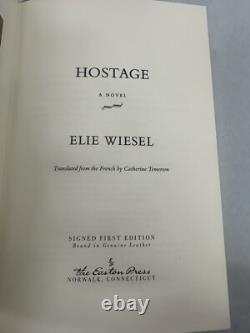 HOSTAGE
A NOVEL
ELIE WIESEL
Translated from the French by Catherine Temerson
SIGNED FIRST EDITION
Bound in Genuine Leather
the Easton Press
NORWALK, CONNECTICUT